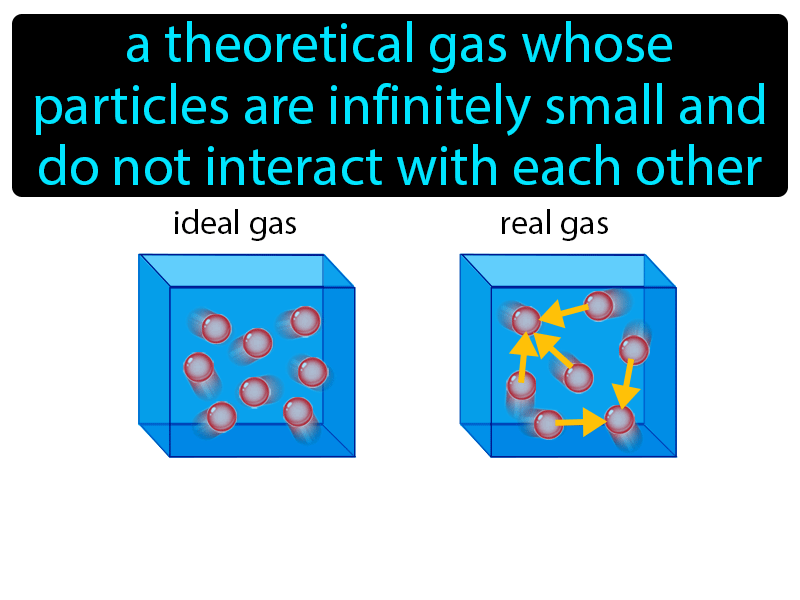 a theoretical gas whose
particles are infinitely small and
do not interact with each other
ideal gas
real gas